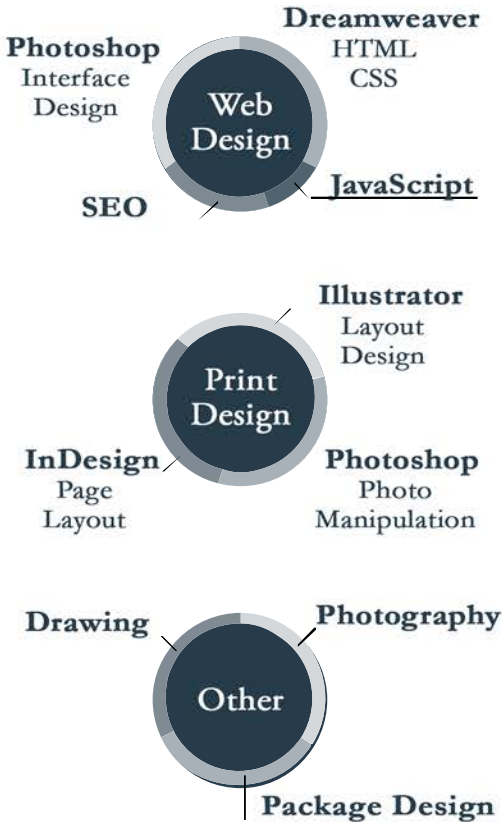 Dreamweaver
HTML
CSS
Photoshop
Interface
Design
Web
Design
JavaScript
SEO
Illustrator
Layout
Design
Print
Design
InDesign
Page
Layout
Photoshop
Photo
Manipulation
Drawing
Photography
Other
Package Design